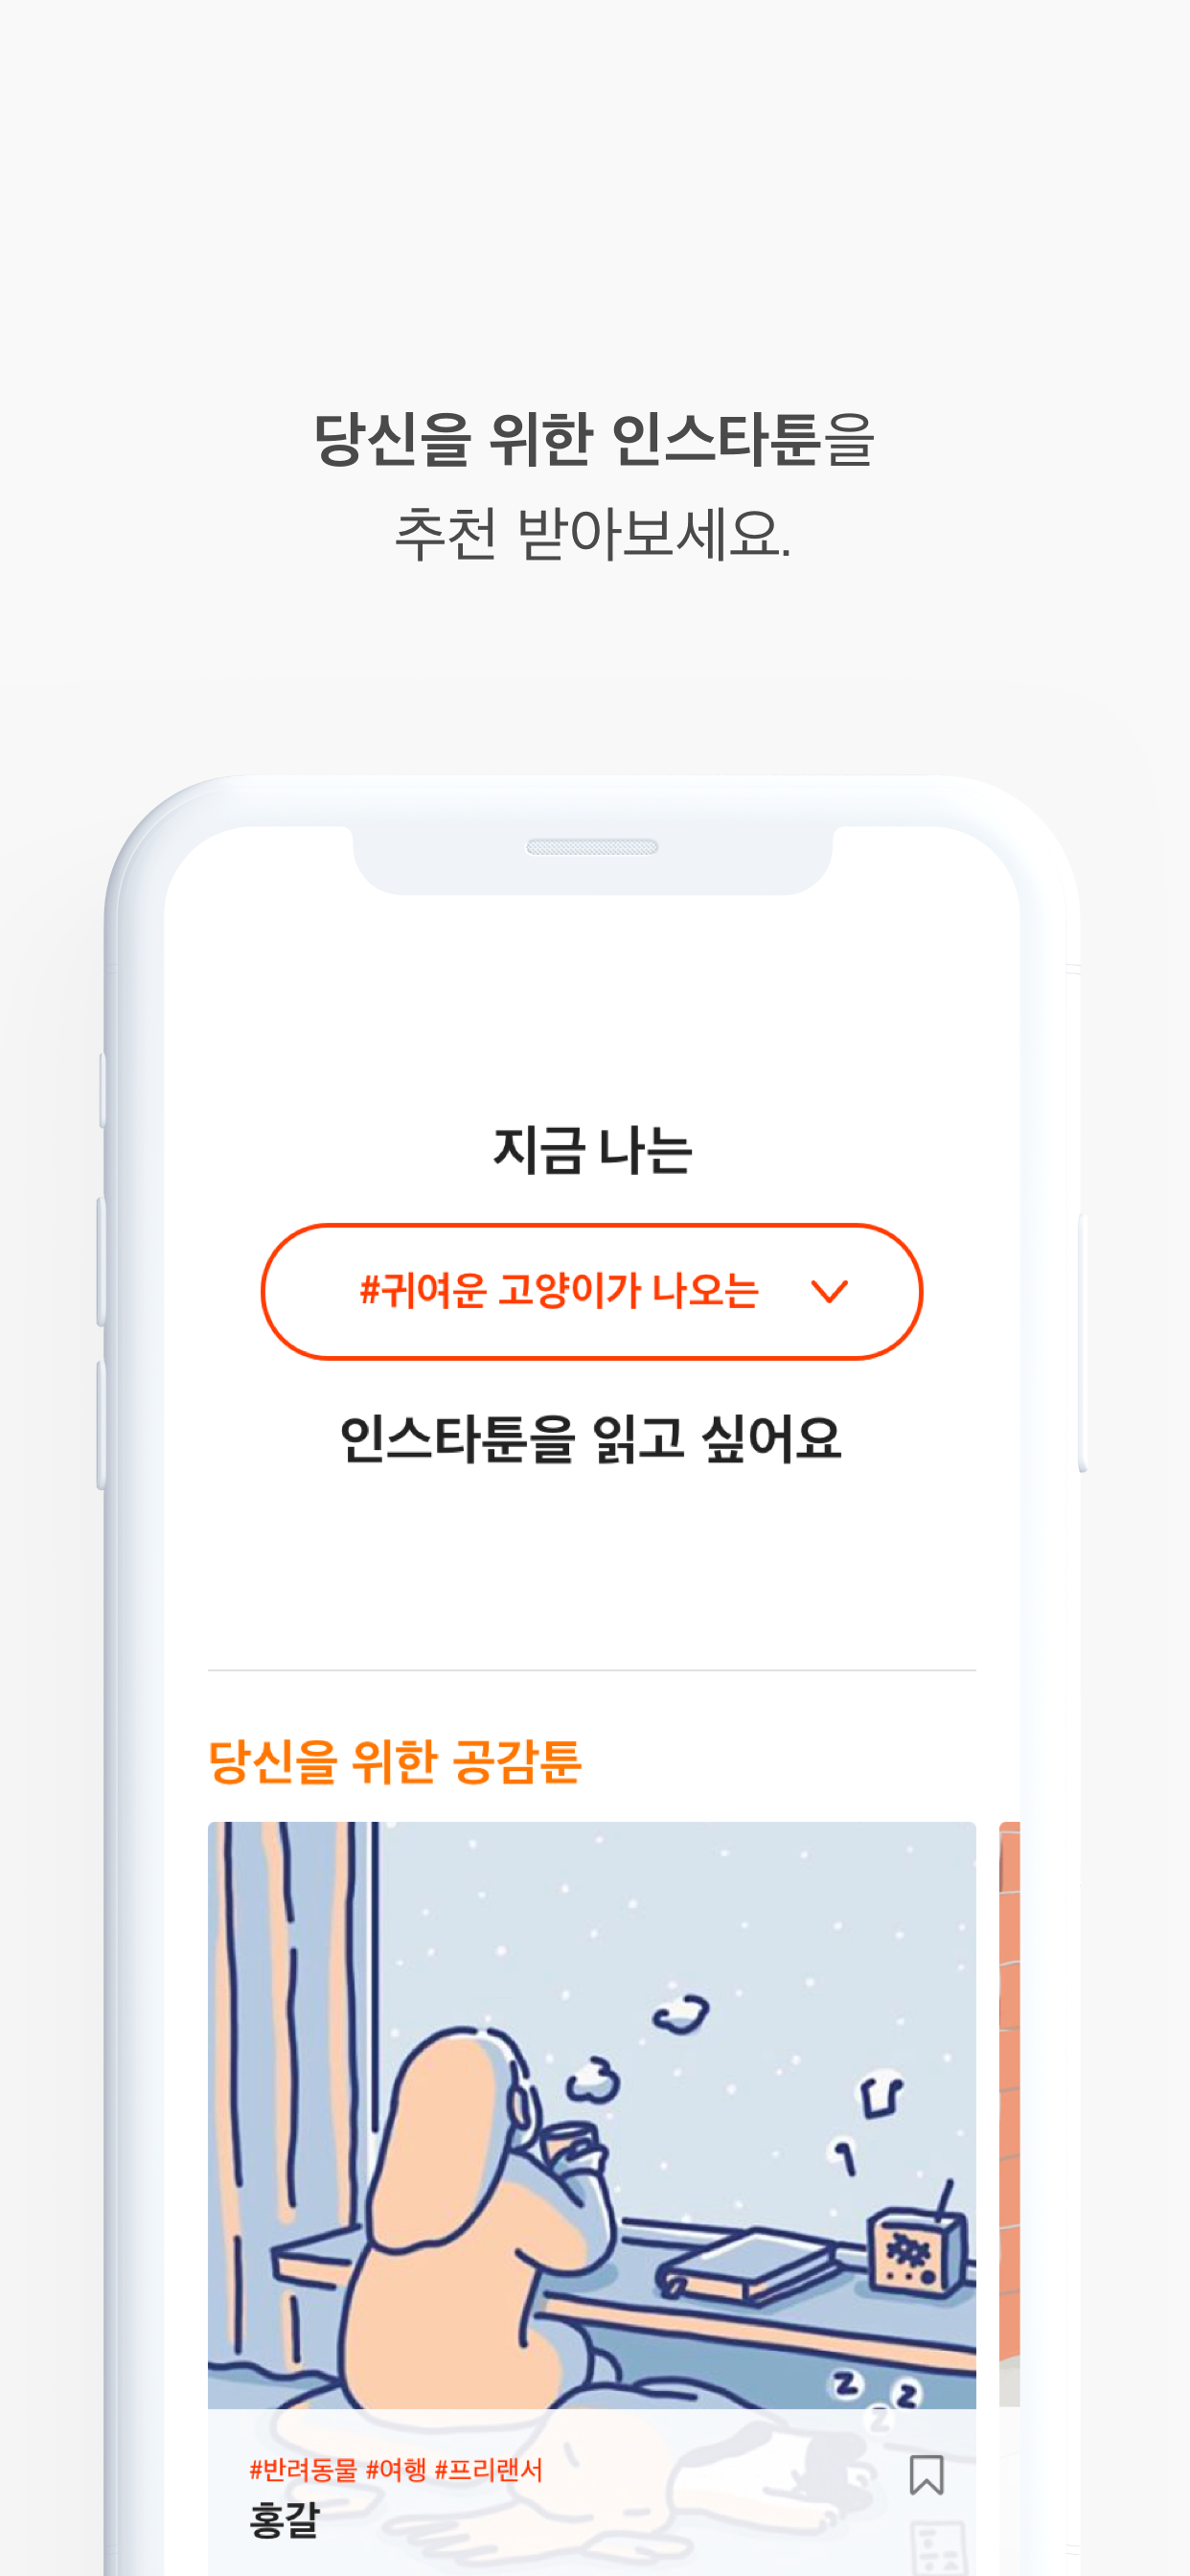 당신을 위한 인스타툰을
추천 받아보세요.
지금 나는
#귀여운 고양이가 나오는
인스타툰을 읽고 싶어요
당신을 위한 공감툰
z z
z
#반려동물 #여행 #프리랜서
홍갈